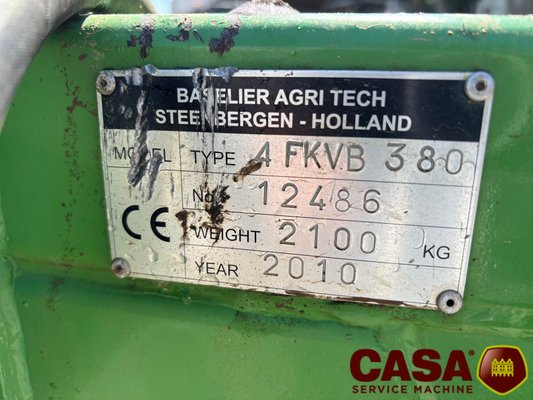 BASELIER AGRI TECH
STEENBERGEN - HOLLAND
MODEL TYPE 4 FKVB 380
No. 12486
CE WEIGHT 2100 KG
YEAR 2010
CASA®
SERVICE MACHINE